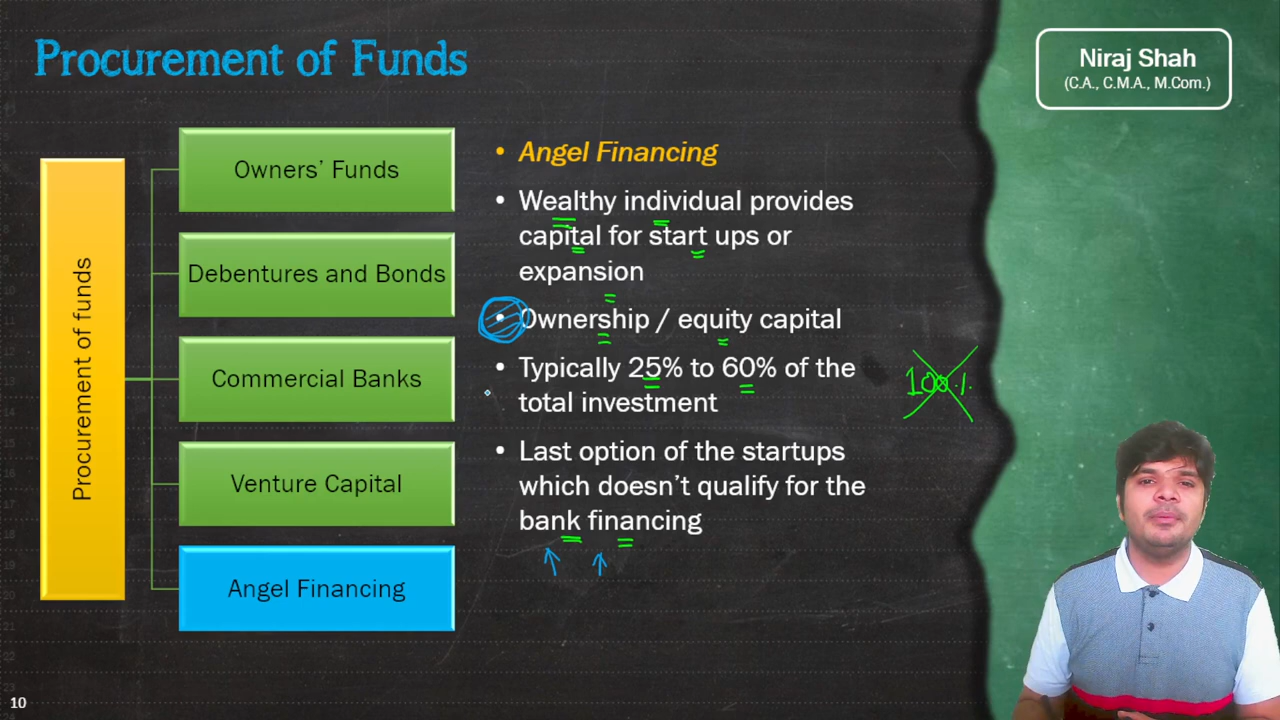 Procurement of Funds
Niraj Shah
(C.A., C.M.A., M.Com.)
Procurement of funds
Owners' Funds
Debentures and Bonds
Commercial Banks
Venture Capital
Angel Financing
• Angel Financing
• Wealthy individual provides
capital for start ups or
expansion
• Ownership / equity capital
• Typically 25% to 60% of the
total investment
100%
• Last option of the startups
which doesn't qualify for the
bank financing
10